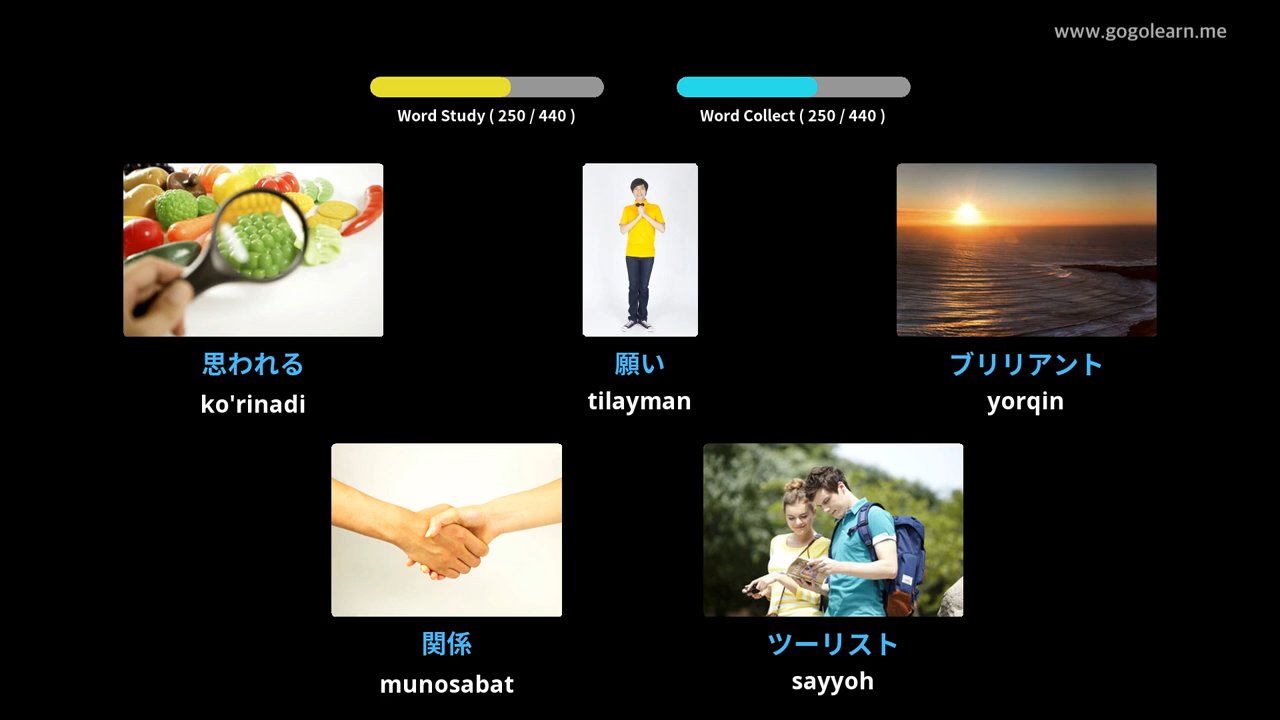 www.gogolearn.me
Word Study ( 250 / 440 )
Word Collect ( 250 / 440 )
思われる
ko'rinadi
願い
tilayman
ブリリアント
yorqin
関係
munosabat
ツーリスト
sayyoh